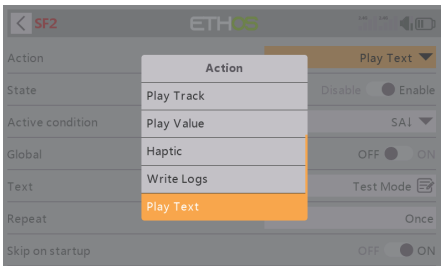 SF2
ETHOS
Action
Play Text
State
Disable
Enable
Active condition
SA↓
Global
OFF
ON
Text
Test Mode
Repeat
Once
Skip on startup
OFF
ON
Action
Play Track
Play Value
Haptic
Write Logs
Play Text